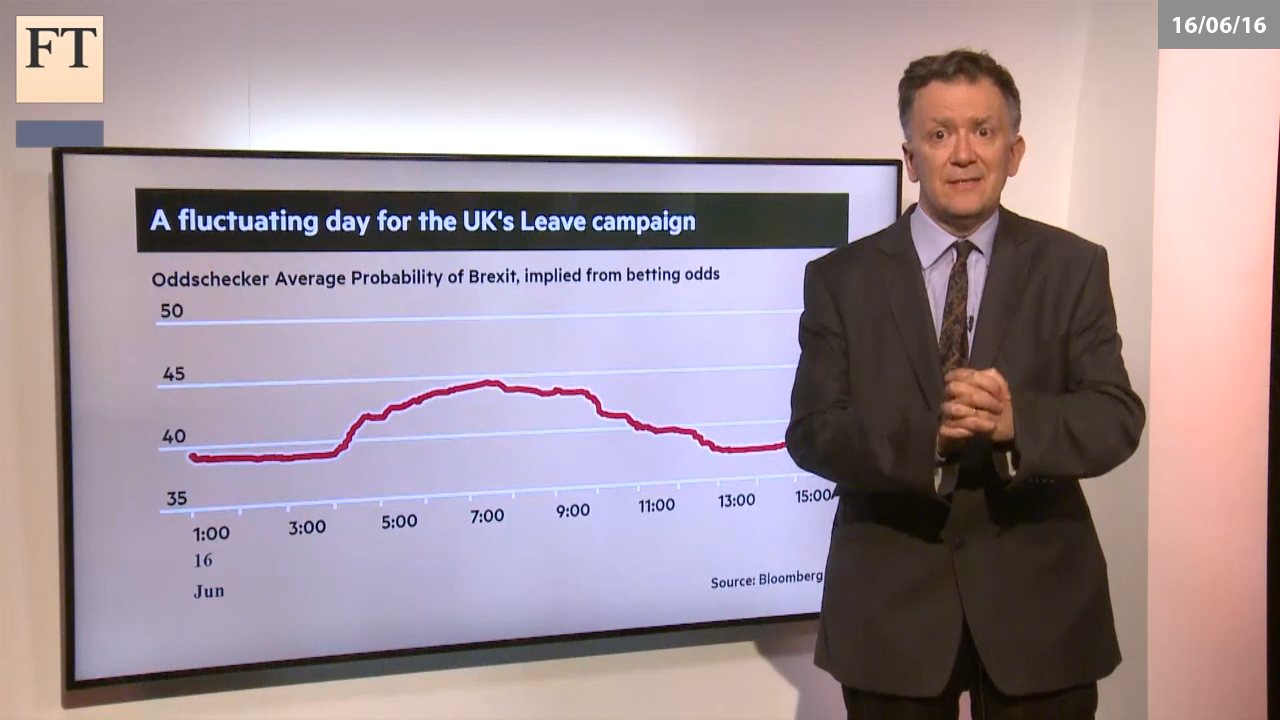 FT
16/06/16
A fluctuating day for the UK's Leave campaign
Oddschecker Average Probability of Brexit, implied from betting odds
50
45
40
35
1:00 3:00 5:00 7:00 9:00 11:00 13:00 15:00
16
Jun
Source: Bloomberg